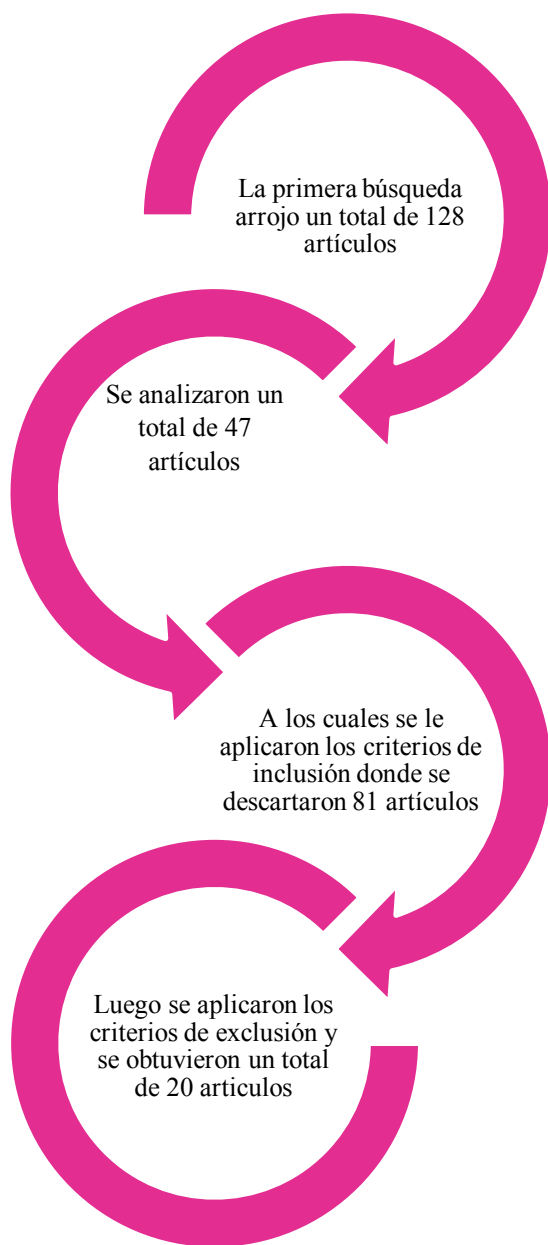 La primera búsqueda
arrojo un total de 128
artículos
Se analizaron un
total de 47
artículos
A los cuales se le
aplicaron los criterios de
inclusión donde se
descartaron 81 artículos
Luego se aplicaron los
criterios de exclusión y
se obtuvieron un total
de 20 articulos